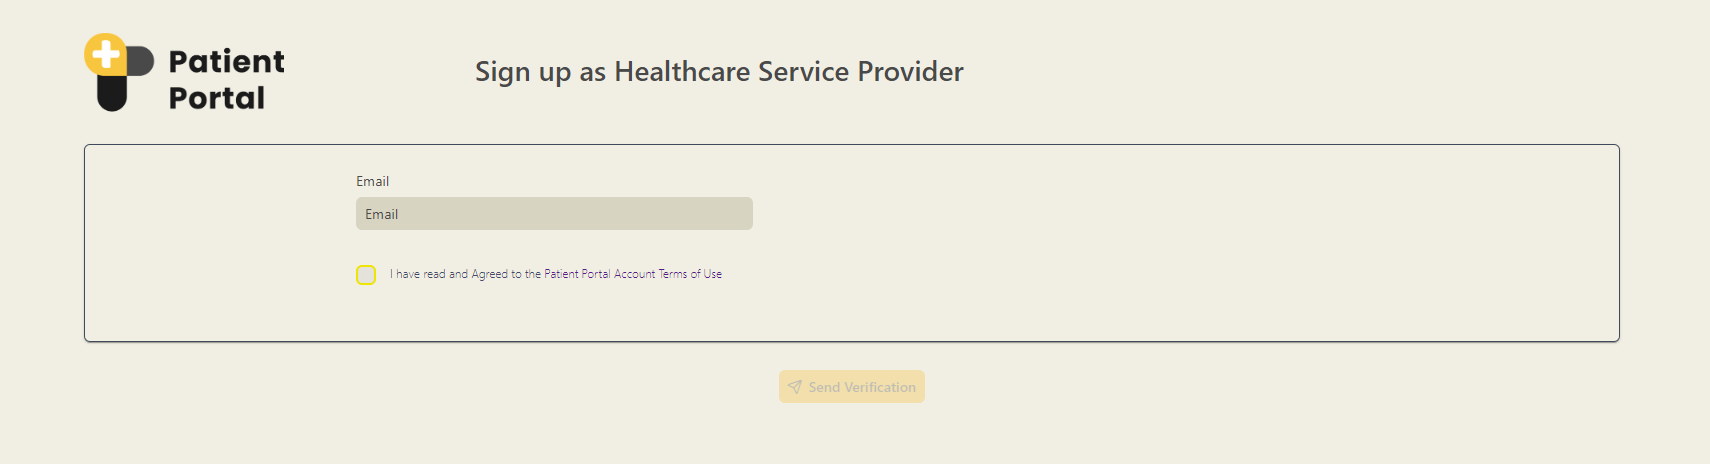 Patient
Portal
Sign up as Healthcare Service Provider
Email
Email
I have read and Agreed to the Patient Portal Account Terms of Use
Send Verification